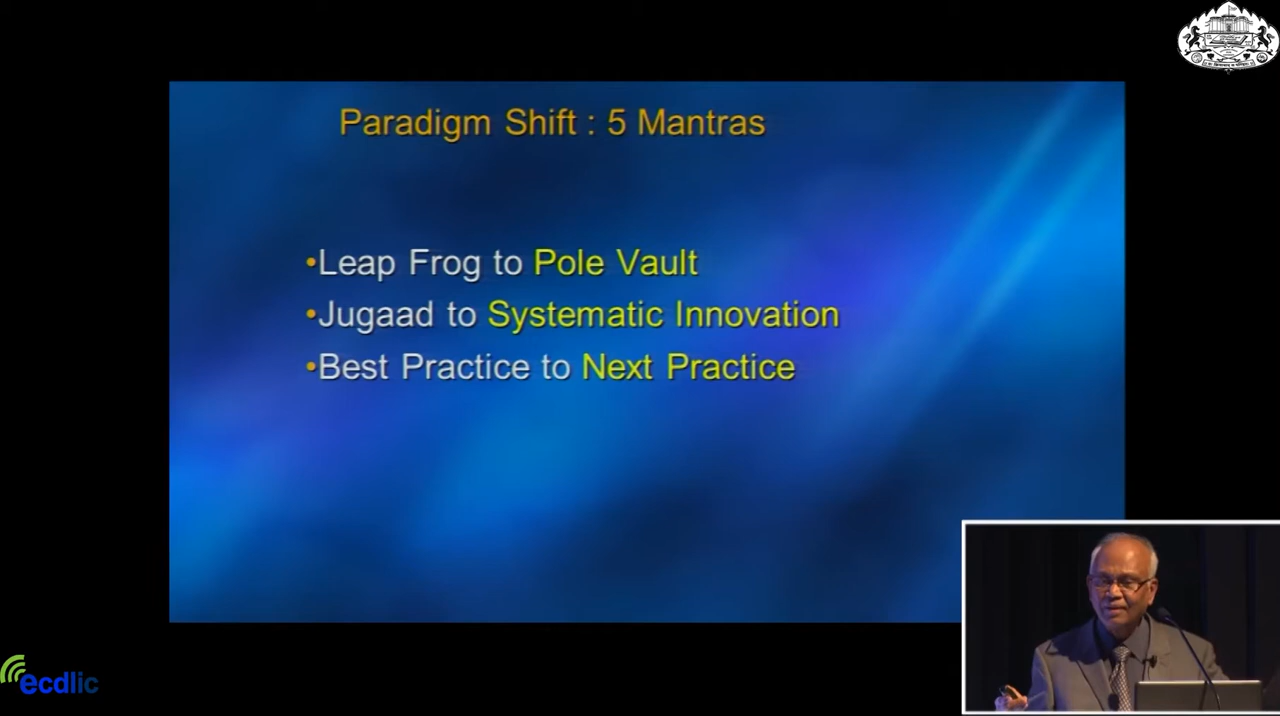 Paradigm Shift : 5 Mantras
•Leap Frog to Pole Vault
•Jugaad to Systematic Innovation
•Best Practice to Next Practice
ecdlic